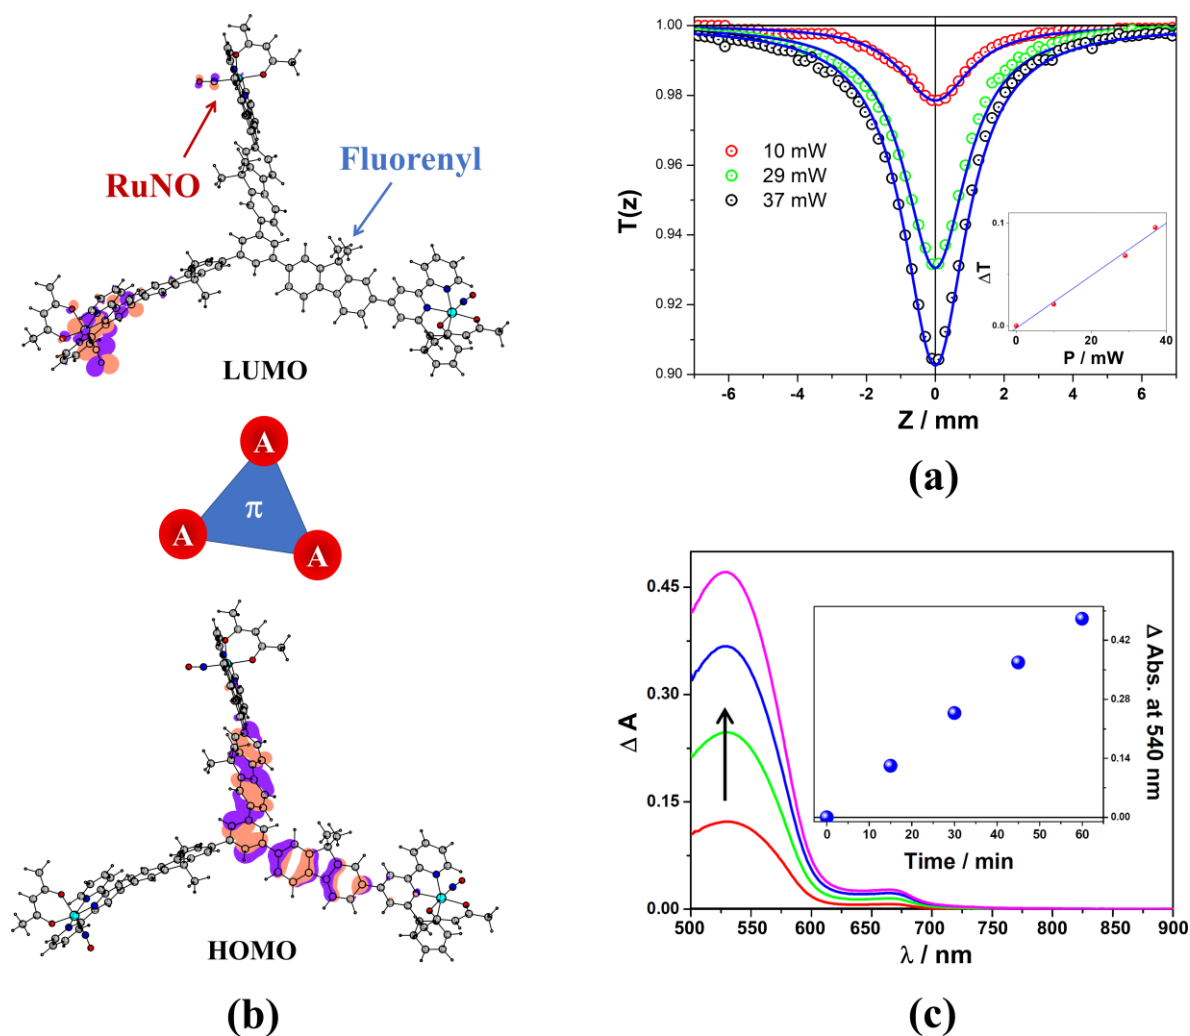 RuNO
Fluorenyl
LUMO
A
π
A
A
HOMO
(b)
1.00
0.98
0.96
0.94
0.92
0.90
T(z)
10 mW
29 mW
37 mW
0.1
0.0
ΔT
0 20 40
P / mW
-6 -4 -2 0 2 4 6
Z / mm
(a)
0.45
0.30
0.15
0.00
Δ A
0.42
0.28
0.14
0.00
Δ Abs. at 540 nm
0 10 20 30 40 50 60
Time / min
500 550 600 650 700 750 800 850 900
λ / nm
(c)